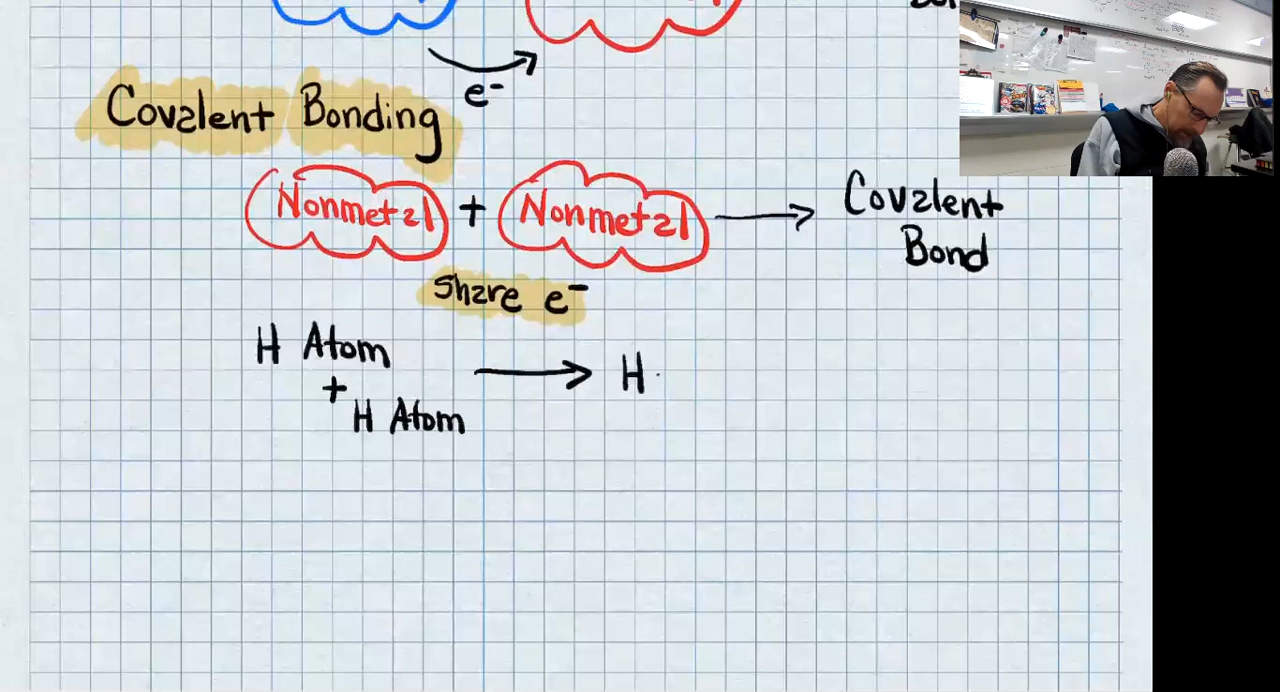 e⁻
Covalent Bonding
Nonmetal + Nonmetal → Covalent
Bond
share e⁻
H Atom
+ → H ·
H Atom